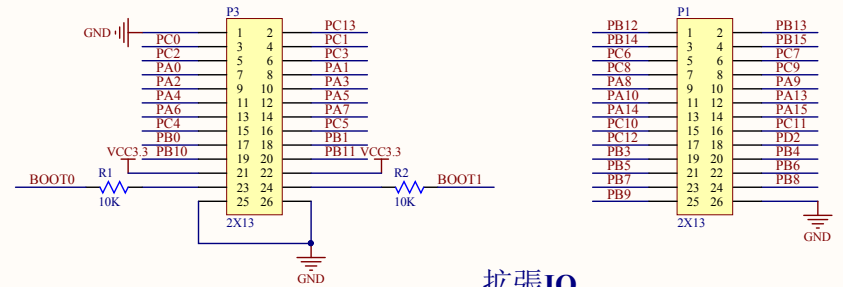 P3
GND 1 2 PC13
PC0 3 4 PC1
PC2 5 6 PC3
PA0 7 8 PA1
PA2 9 10 PA3
PA4 11 12 PA5
PA6 13 14 PA7
PC4 15 16 PC5
PB0 17 18 PB1
VCC3.3 PB10 19 20 PB11 VCC3.3
21 22
BOOT0 R1 10K 23 24 R2 10K BOOT1
25 26
2X13
GND
P1
PB12 1 2 PB13
PB14 3 4 PB15
PC6 5 6 PC7
PC8 7 8 PC9
PA8 9 10 PA9
PA10 11 12 PA13
PA14 13 14 PA15
PC10 15 16 PC11
PC12 17 18 PD2
PB3 19 20 PB4
PB5 21 22 PB6
PB7 23 24 PB8
PB9 25 26
2X13
GND
拡張IO